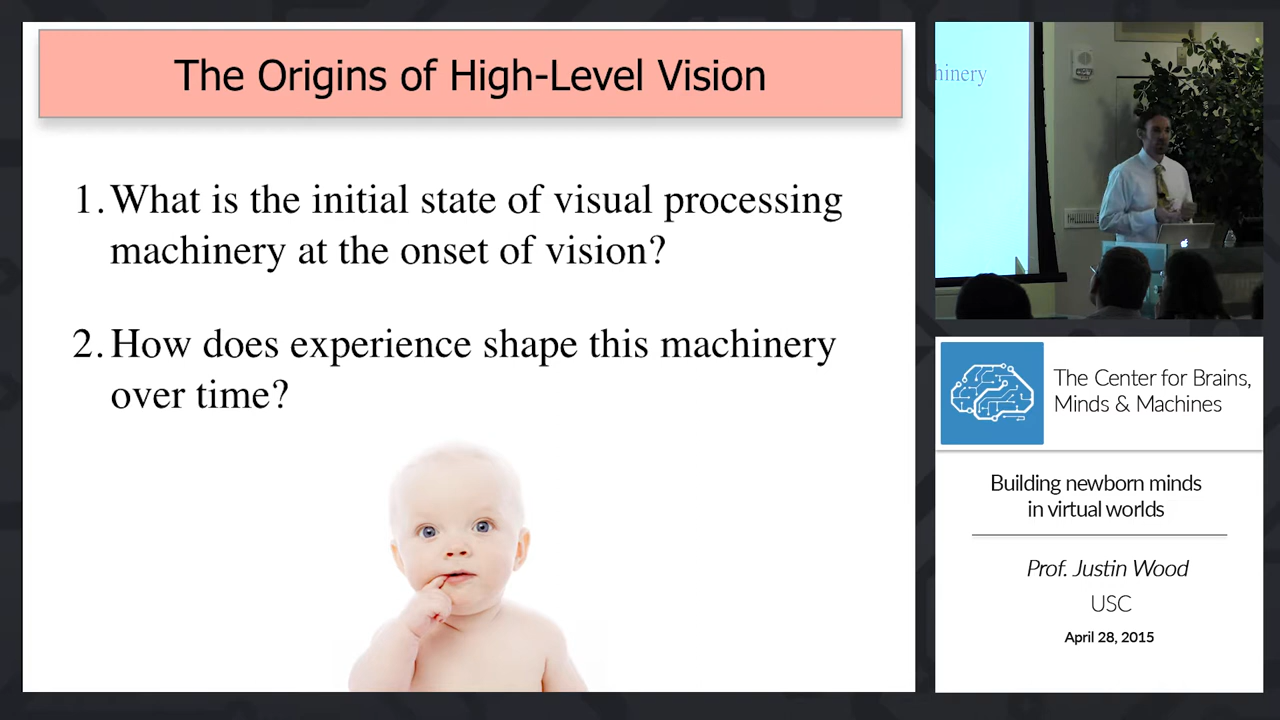 The Origins of High-Level Vision
1. What is the initial state of visual processing
machinery at the onset of vision?
2. How does experience shape this machinery
over time?
hinery
The Center for Brains,
Minds & Machines
Building newborn minds
in virtual worlds
Prof. Justin Wood
USC
April 28, 2015